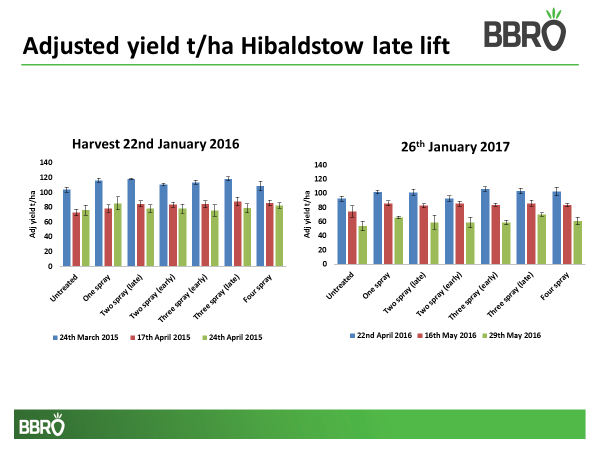 Adjusted yield t/ha Hibaldstow late lift
BBRO
Harvest 22nd January 2016
Adj yield t/ha
140
120
100
80
60
40
20
0
Untreated
One spray
Two spray (late)
Two spray (early)
Three spray (early)
Three spray (late)
Four spray
24th March 2015 17th April 2015 24th April 2015
26th January 2017
Adj yield t/ha
140
120
100
80
60
40
20
0
Untreated
One spray
Two spray (late)
Two spray (early)
Three spray (early)
Three spray (late)
Four spray
22nd April 2016 16th May 2016 29th May 2016
BBRO